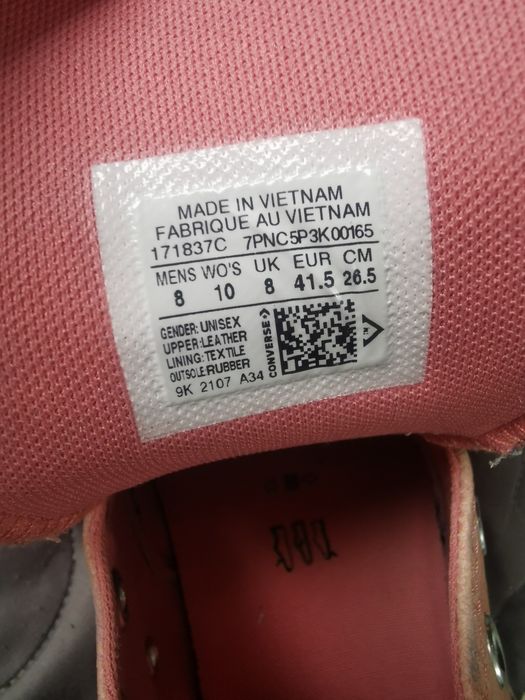 MADE IN VIETNAM
FABRIQUE AU VIETNAM
171837C 7PNC5P3K00165
MENS WO'S UK EUR CM
8 10 8 41.5 26.5
GENDER: UNISEX
UPPER: LEATHER
LINING: TEXTILE
OUTSOLE: RUBBER
9K 2107 A34
CONVERSE
TM